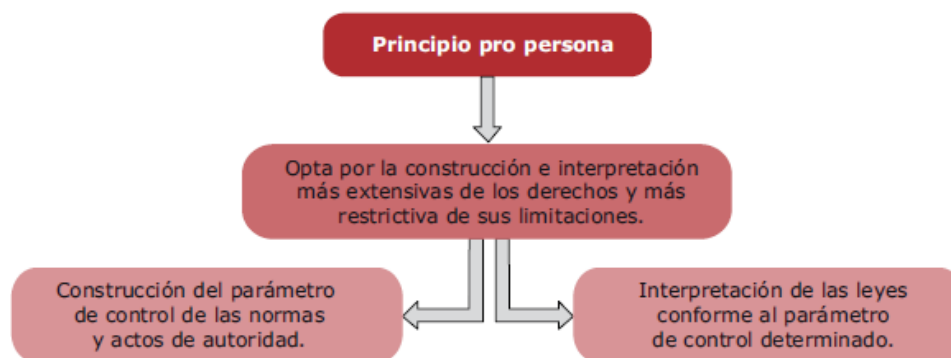 Principio pro persona
Opta por la construcción e interpretación
más extensivas de los derechos y más
restrictiva de sus limitaciones.
Construcción del parámetro
de control de las normas
y actos de autoridad.
Interpretación de las leyes
conforme al parámetro
de control determinado.